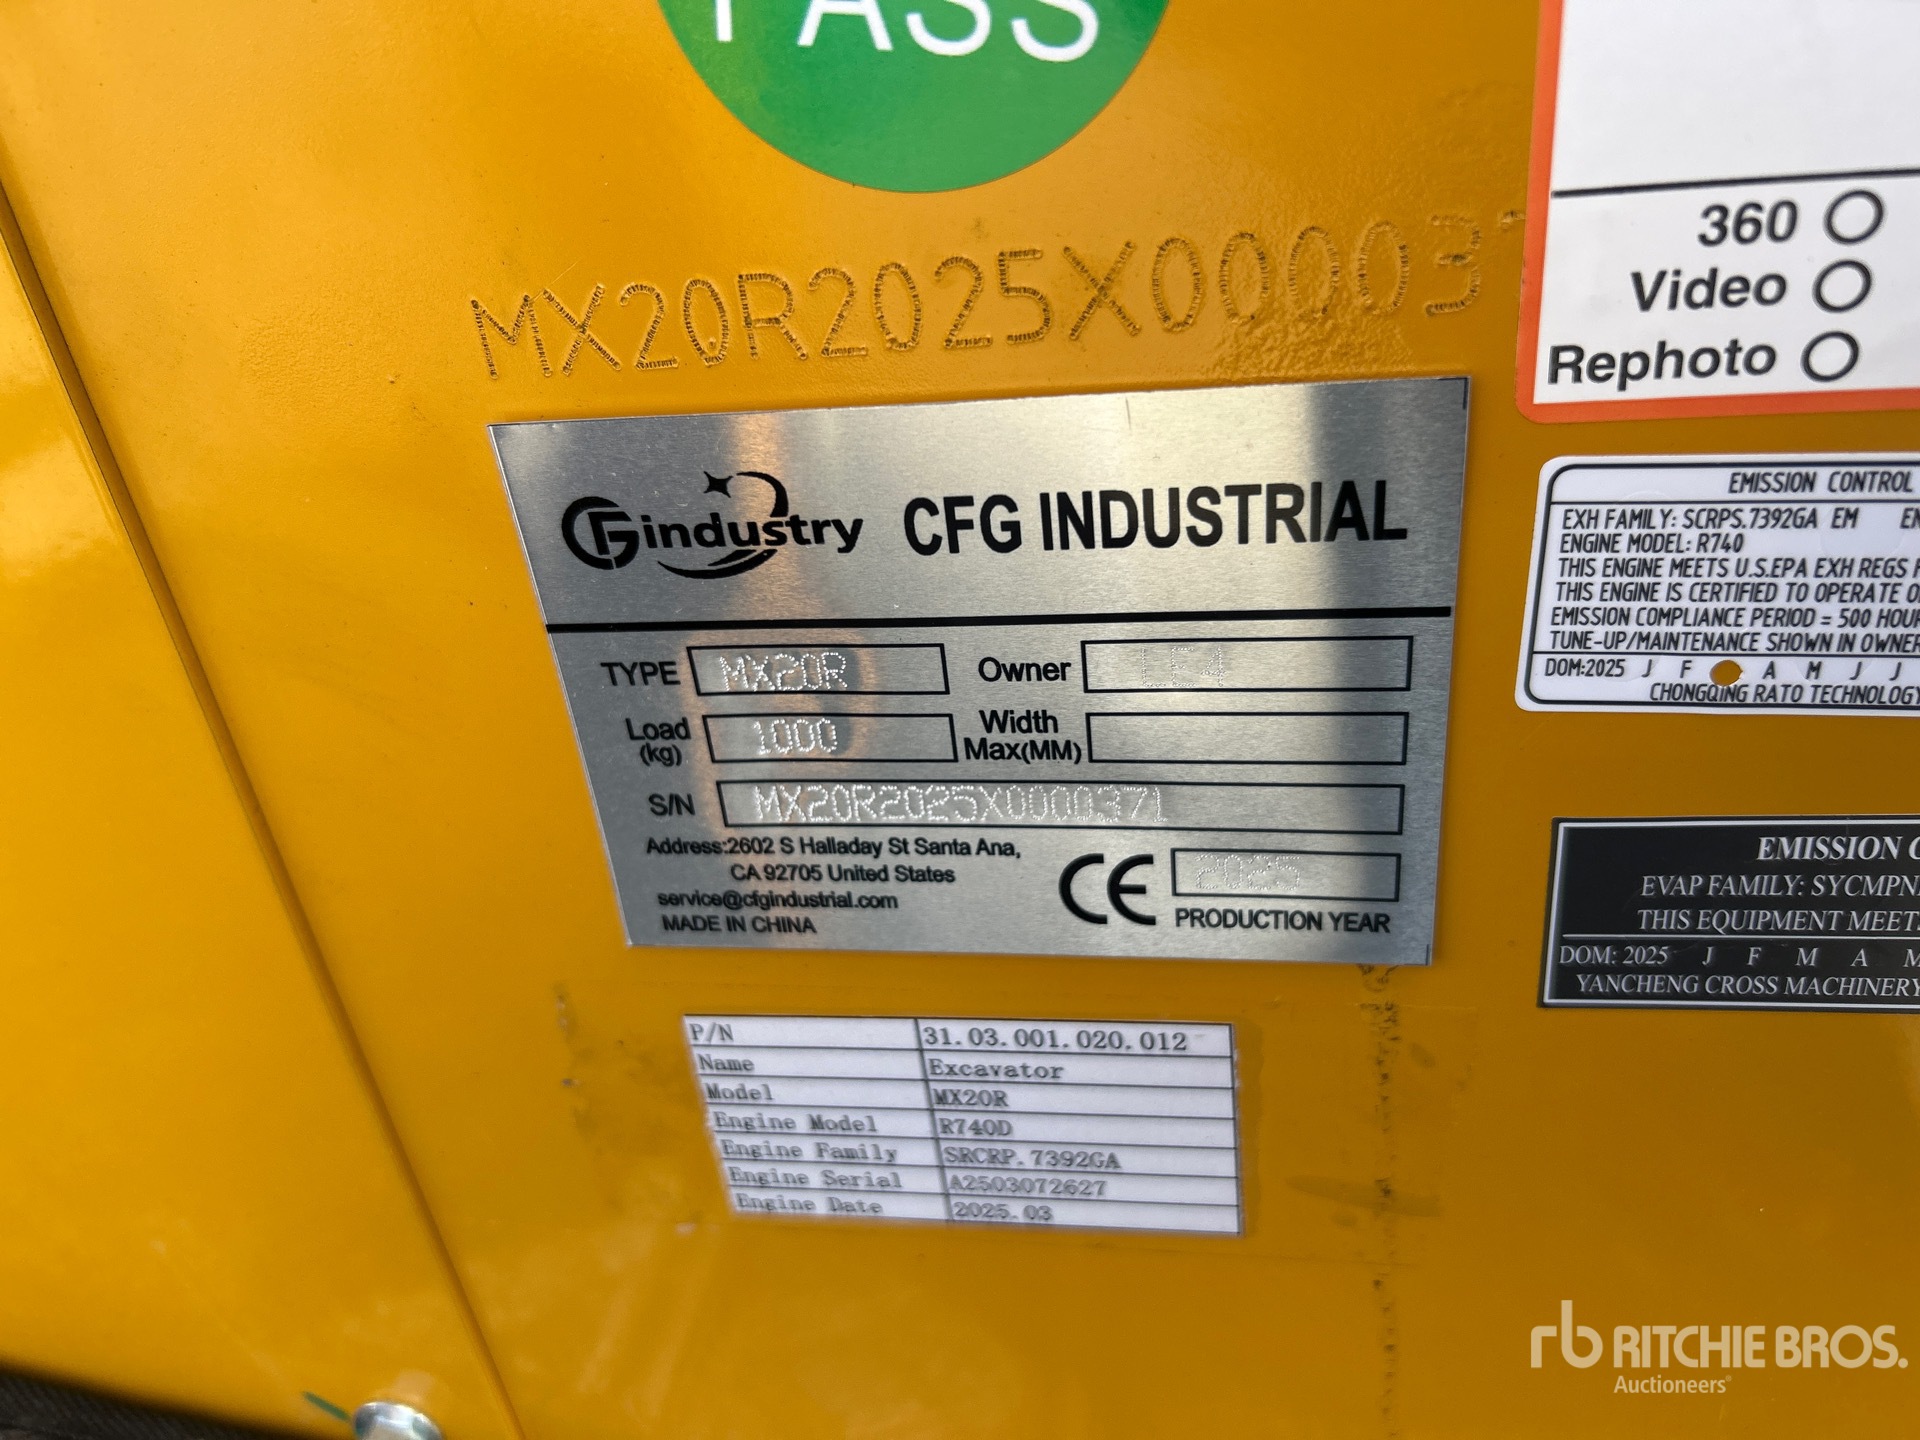 PASS
MX20R2025X000037
360
Video
Rephoto
CFGindustry CFG INDUSTRIAL
TYPE MX20R Owner LE4
Load (kg) 1000 Width Max(MM)
S/N MX20R2025X0000371
Address:2602 S Halladay St Santa Ana,
CA 92705 United States
service@cfgindustrial.com
MADE IN CHINA
CE 2025
PRODUCTION YEAR
EMISSION CONTROL
EXH FAMILY: SCRPS.7392GA EM
ENGINE MODEL: R740
THIS ENGINE MEETS U.S.EPA EXH REGS
THIS ENGINE IS CERTIFIED TO OPERATE
EMISSION COMPLIANCE PERIOD = 500
TUNE-UP/MAINTENANCE SHOWN IN
DOM:2025 J F A M J J
CHONGQING RATO TECHNOLOGY
EMISSION
EVAP FAMILY:
THIS EQUIPMENT
DOM: 2025 J F M A
YANCHENG CROSS MACHINERY
P/N 31.03.001.020.012
Name Excavator
Model MX20R
Engine Model R740D
Engine Family SRCRP.7392GA
Engine Serial A2503072627
Engine Date 2025.03
rb RITCHIE BROS.
Auctioneers